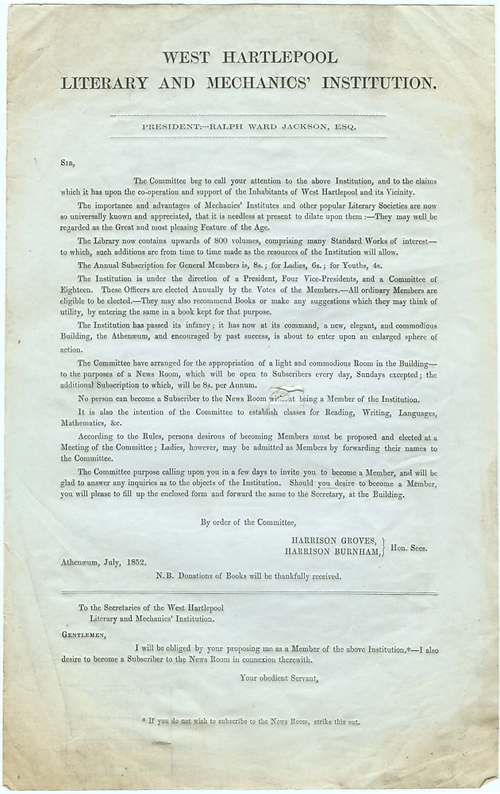 WEST HARTLEPOOL
LITERARY AND MECHANICS' INSTITUTION.
PRESIDENT:—RALPH WARD JACKSON, ESQ.
SIR,
The Committee beg to call your attention to the above Institution, and to the claims
which it has upon the co-operation and support of the Inhabitants of West Hartlepool and its Vicinity.
The importance and advantages of Mechanics' Institutes and other popular Literary Societies are now
so universally known and appreciated, that it is needless at present to dilate upon them :—They may well be
regarded as the Great and most pleasing Feature of the Age.
The Library now contains upwards of 800 volumes, comprising many Standard Works of interest—
to which, such additions are from time to time made as the resources of the Institution will allow.
The Annual Subscription for General Members is, 8s.; for Ladies, 6s.; for Youths, 4s.
The Institution is under the direction of a President, Four Vice-Presidents, and a Committee of
Eighteen. These Officers are elected Annually by the Votes of the Members.—All ordinary Members are
eligible to be elected.—They may also recommend Books or make any suggestions which they may think of
utility, by entering the same in a book kept for that purpose.
The Institution has passed its infancy; it has now at its command, a new, elegant, and commodious
Building, the Athenæum, and encouraged by past success, is about to enter upon an enlarged sphere of
action.
The Committee have arranged for the appropriation of a light and commodious Room in the Building—
to the purposes of a News Room, which will be open to Subscribers every day, Sundays excepted; the
additional Subscription to which, will be 8s. per Annum.
No person can become a Subscriber to the News Room without being a Member of the Institution.
It is also the intention of the Committee to establish classes for Reading, Writing, Languages,
Mathematics, &c.
According to the Rules, persons desirous of becoming Members must be proposed and elected at a
Meeting of the Committee; Ladies, however, may be admitted as Members by forwarding their names to
the Committee.
The Committee purpose calling upon you in a few days to invite you to become a Member, and will be
glad to answer any inquiries as to the objects of the Institution. Should you desire to become a Member,
you will please to fill up the enclosed form and forward the same to the Secretary, at the Building.
By order of the Committee,
HARRISON GROVES,
HARRISON BURNHAM,} Hon. Secs.
Athenæum, July, 1852.
N.B. Donations of Books will be thankfully received.
To the Secretaries of the West Hartlepool
Literary and Mechanics' Institution.
GENTLEMEN,
I will be obliged by your proposing me as a Member of the above Institution.*—I also
desire to become a Subscriber to the News Room in connexion therewith.
Your obedient Servant,
* If you do not wish to subscribe to the News Room, strike this out.